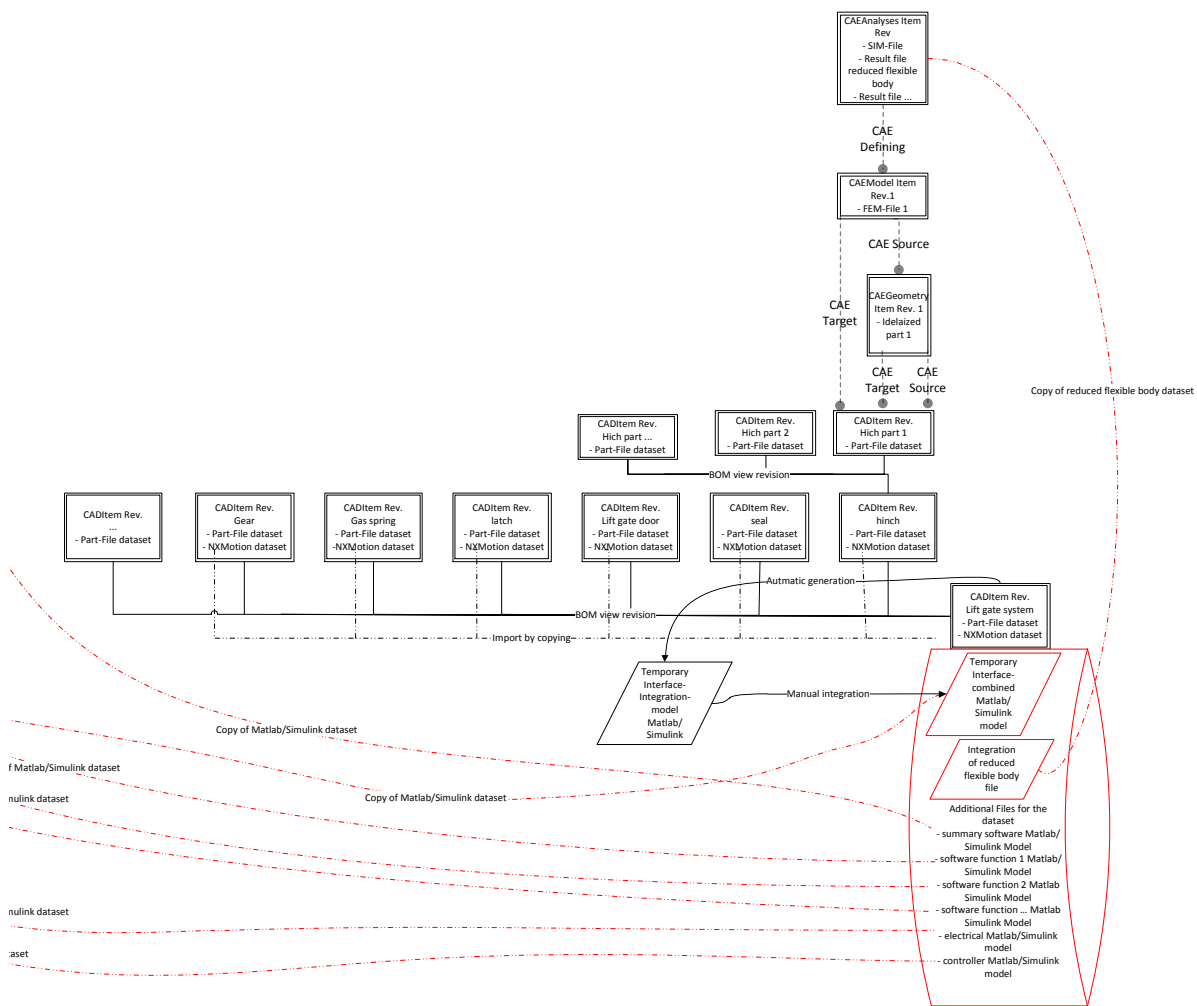 CAEAnalyses Item
Rev
- SIM-File
- Result file
reduced flexible
body
- Result file ...
CAE
Defining
CAEModel Item
Rev.1
- FEM-File 1
CAE Source
CAEGeometry
Item Rev. 1
- Idelaized
part 1
CAE
Target
CAE
Target
CAE
Source
Copy of reduced flexible body dataset
CADItem Rev.
Hich part ...
- Part-File dataset
CADItem Rev.
Hich part 2
- Part-File dataset
CADItem Rev.
Hich part 1
- Part-File dataset
BOM view revision
CADItem Rev.
...
- Part-File dataset
CADItem Rev.
Gear
- Part-File dataset
- NXMotion dataset
CADItem Rev.
Gas spring
- Part-File dataset
-NXMotion dataset
CADItem Rev.
latch
- Part-File dataset
- NXMotion dataset
CADItem Rev.
Lift gate door
- Part-File dataset
- NXMotion dataset
CADItem Rev.
seal
- Part-File dataset
- NXMotion dataset
CADItem Rev.
hinch
- Part-File dataset
- NXMotion dataset
Autmatic generation
BOM view revision
Import by copying
CADItem Rev.
Lift gate system
- Part-File dataset
- NXMotion dataset
Temporary
Interface-
Integration-
model
Matlab/
Simulink
Manual integration
Temporary
Interface-
combined
Matlab/
Simulink
model
Integration
of reduced
flexible body
file
Copy of Matlab/Simulink dataset
of Matlab/Simulink dataset
Copy of Matlab/Simulink dataset
mulink dataset
mulink dataset
taset
Additional Files for the
dataset
- summary software Matlab/
Simulink Model
- software function 1 Matlab/
Simulink Model
- software function 2 Matlab
Simulink Model
- software function ... Matlab
Simulink Model
- electrical Matlab/Simulink
model
- controller Matlab/Simulink
model